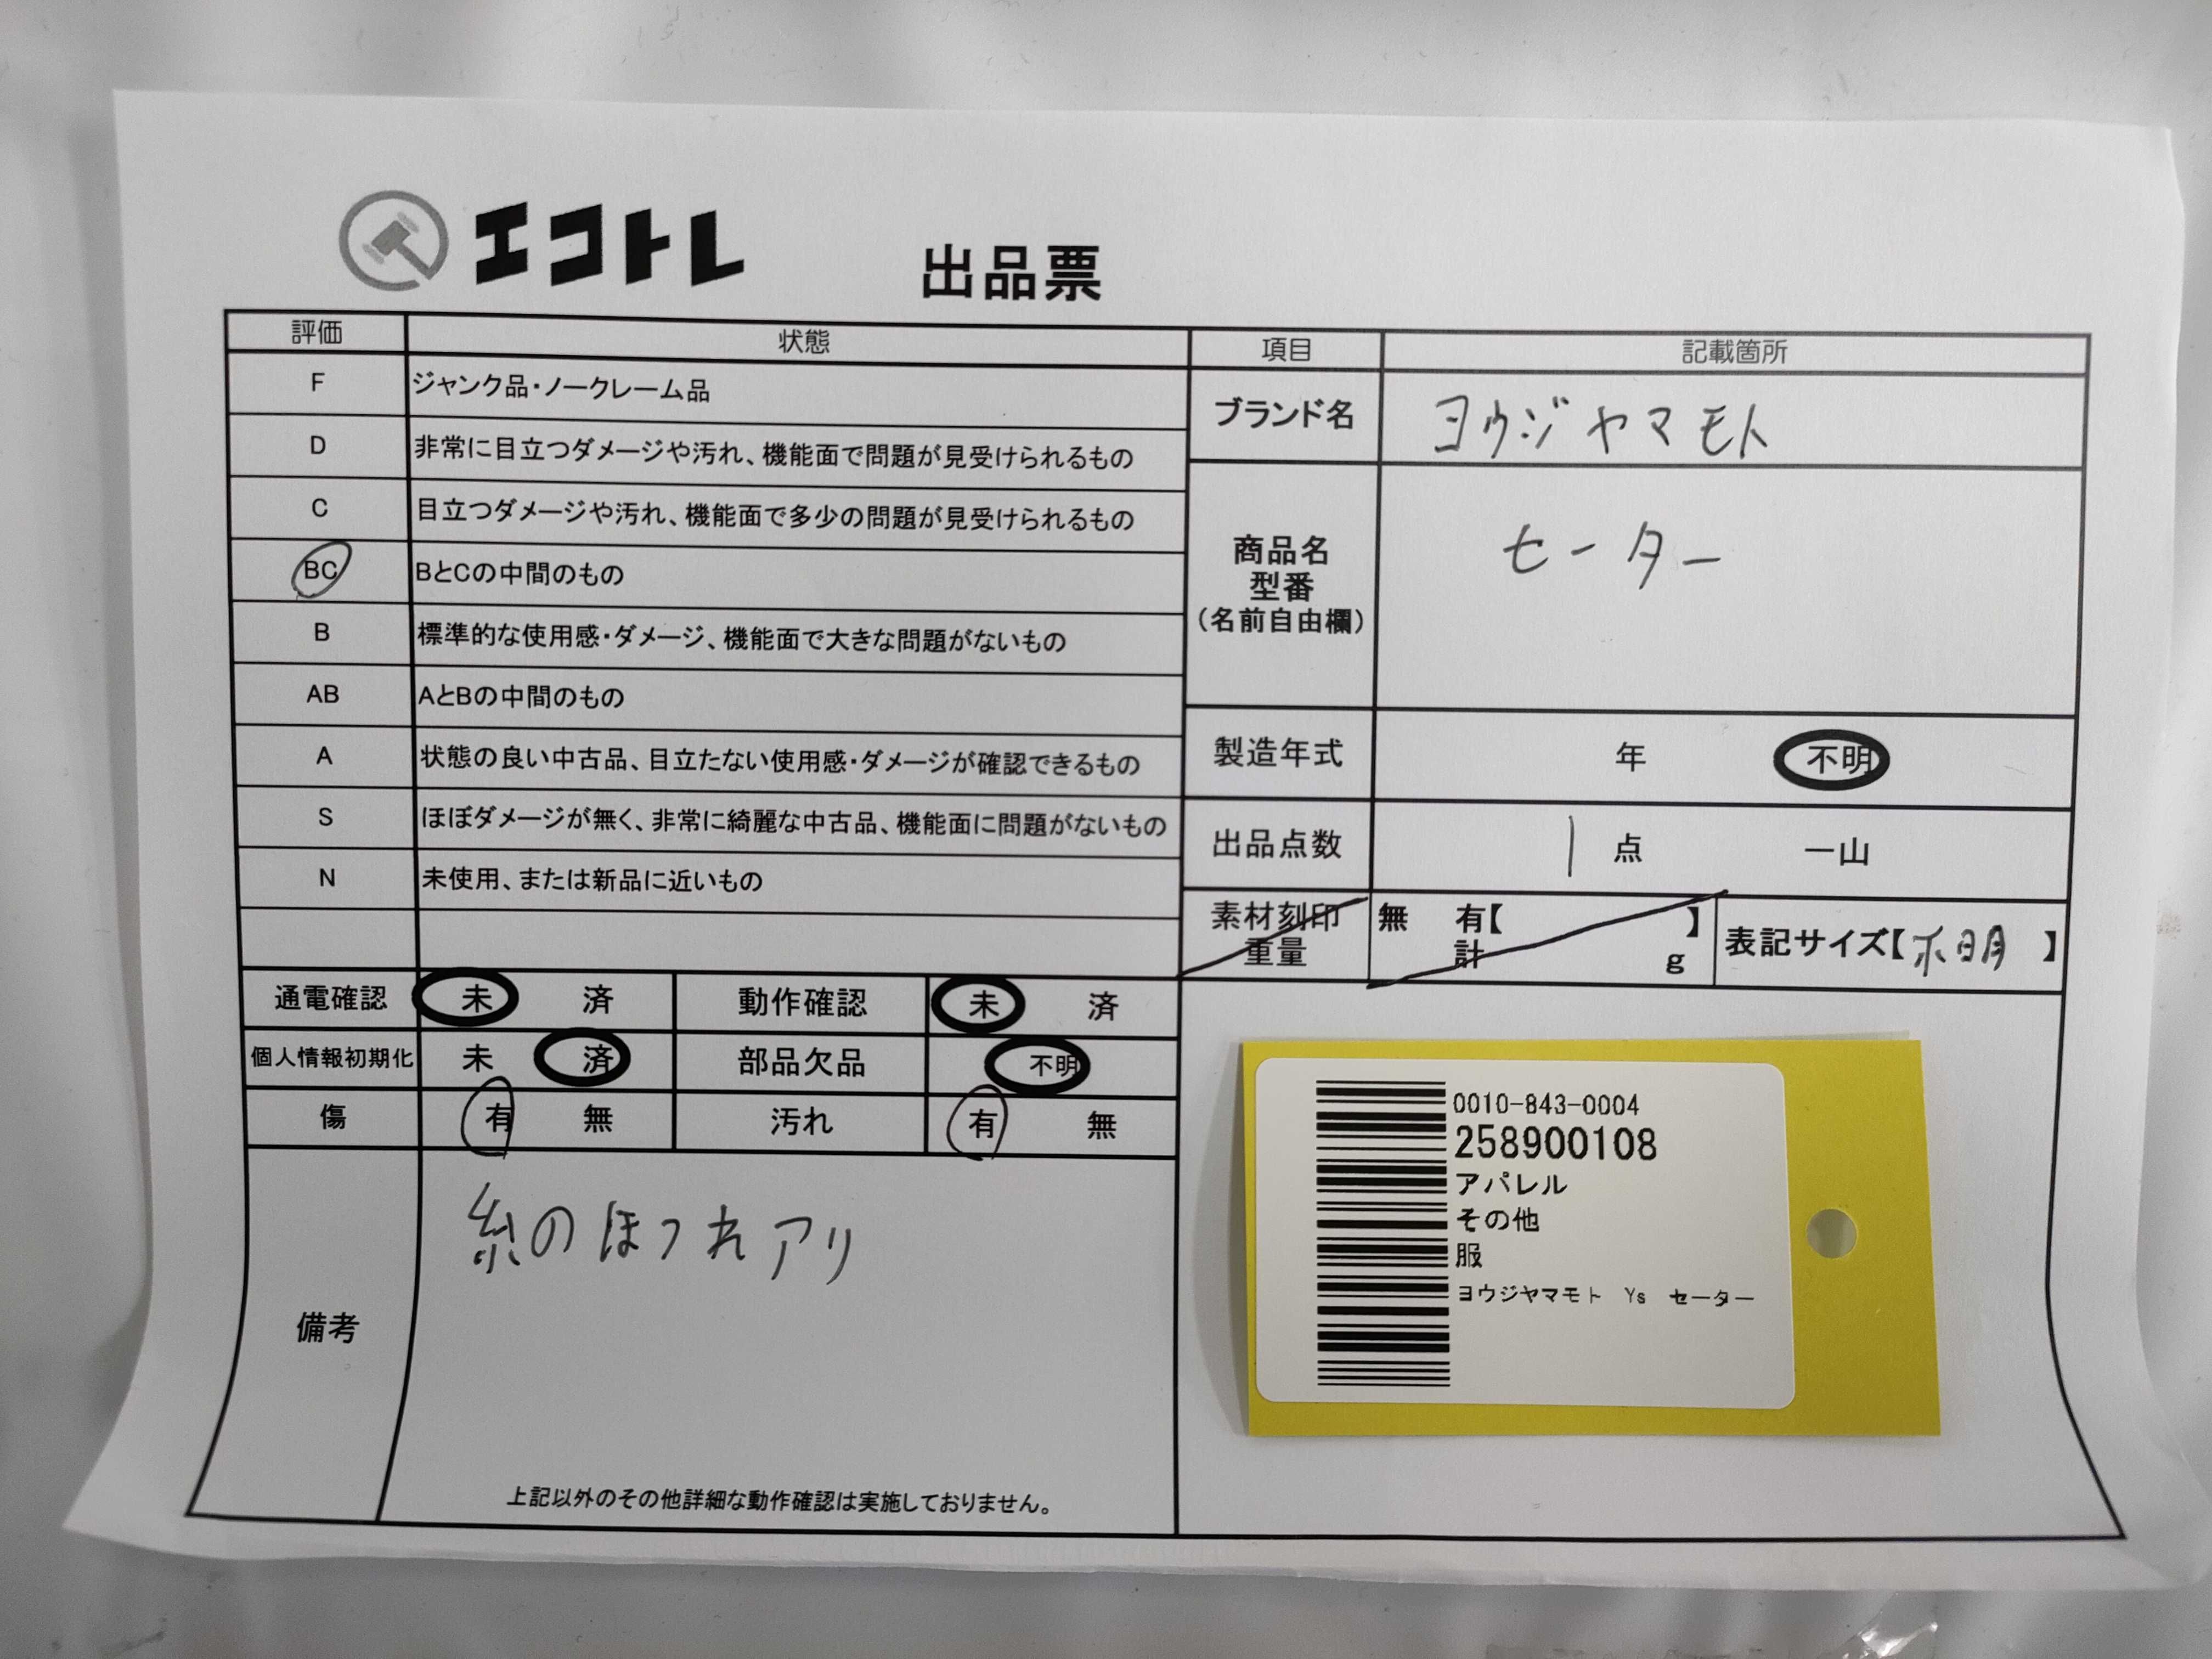 エコトレ 出品票
評価 状態
F ジャンク品・ノークレーム品
D 非常に目立つダメージや汚れ、機能面で問題が見受けられるもの
C 目立つダメージや汚れ、機能面で多少の問題が見受けられるもの
BC BとCの中間のもの
B 標準的な使用感・ダメージ、機能面で大きな問題がないもの
AB AとBの中間のもの
A 状態の良い中古品、目立たない使用感・ダメージが確認できるもの
S ほぼダメージが無く、非常に綺麗な中古品、機能面に問題がないもの
N 未使用、または新品に近いもの
通電確認 未 済 動作確認 未 済
個人情報初期化 未 済 部品欠品 不明
傷 有 無 汚れ 有 無
備考
糸のほつれアリ
上記以外のその他詳細な動作確認は実施しておりません。
項目 記載箇所
ブランド名 ヨウジヤマモト
商品名
型番
(名前自由欄)
セーター
製造年式 年 不明
出品点数 1 点 一山
素材刻印 無 有【 】
重量 計 g
表記サイズ【不明】
0010-843-0004
258900108
アパレル
その他
服
ヨウジヤマモト Ys セーター